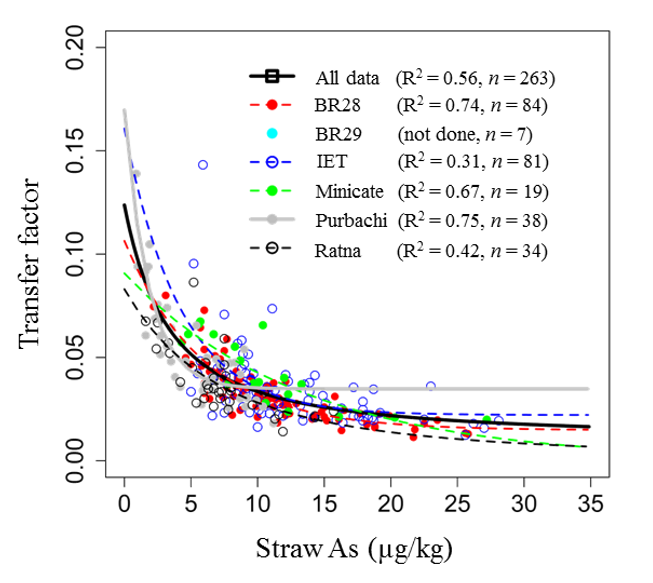 0.20
0.15
0.10
0.05
0.00
Transfer factor
All data (R² = 0.56, n = 263)
BR28 (R² = 0.74, n = 84)
BR29 (not done, n = 7)
IET (R² = 0.31, n = 81)
Minicate (R² = 0.67, n = 19)
Purbachi (R² = 0.75, n = 38)
Ratna (R² = 0.42, n = 34)
0 5 10 15 20 25 30 35
Straw As (µg/kg)